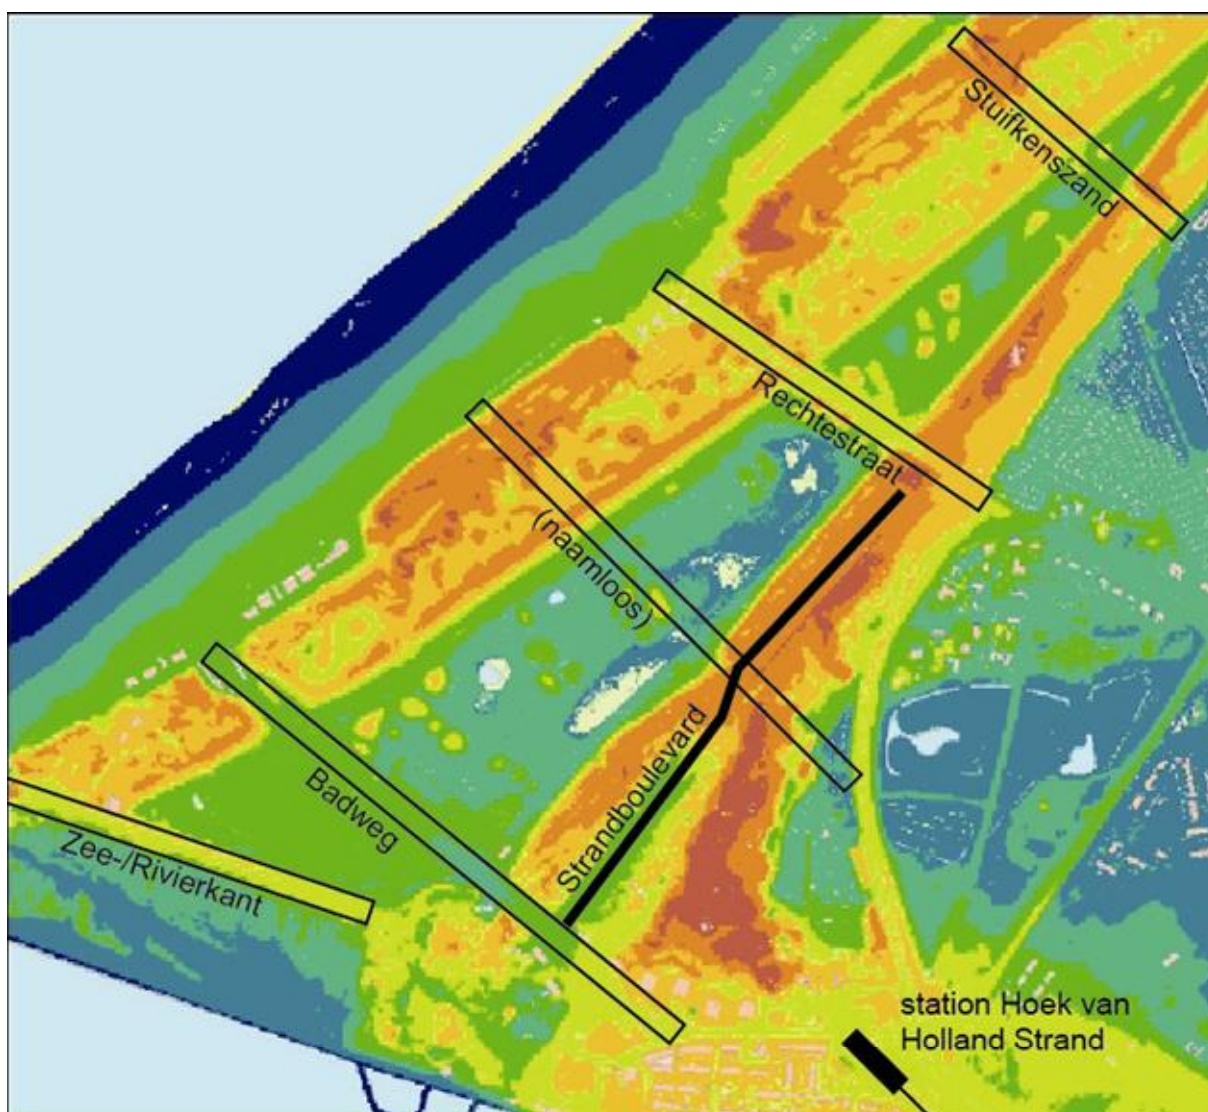 Stuifkenszand
Rechtestraat
(naamloos)
Strandboulevard
Badweg
Zee-/Rivierkant
station Hoek van
Holland Strand